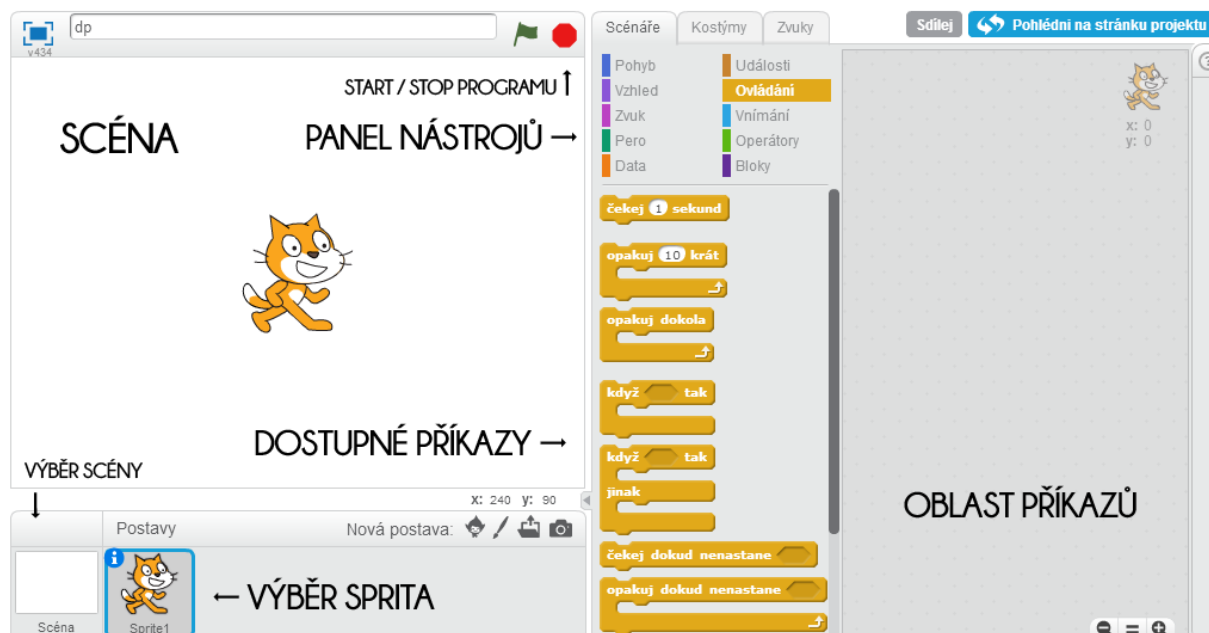 dp
v434
START / STOP PROGRAMU
SCÉNA
PANEL NÁSTROJŮ
DOSTUPNÉ PŘÍKAZY
VÝBĚR SCÉNY
x: 240 y: 90
Postavy
Nová postava:
VÝBĚR SPRITA
Scéna
Sprite1
Scénáře
Kostýmy
Zvuky
Sdílej
Pohlédni na stránku projektu
Pohyb
Události
Vzhled
Ovládání
Zvuk
Vnímání
Pero
Operátory
Data
Bloky
čekej 1 sekund
opakuj 10 krát
opakuj dokola
když tak
když tak
jinak
čekej dokud nenastane
opakuj dokud nenastane
x: 0
y: 0
OBLAST PŘÍKAZŮ